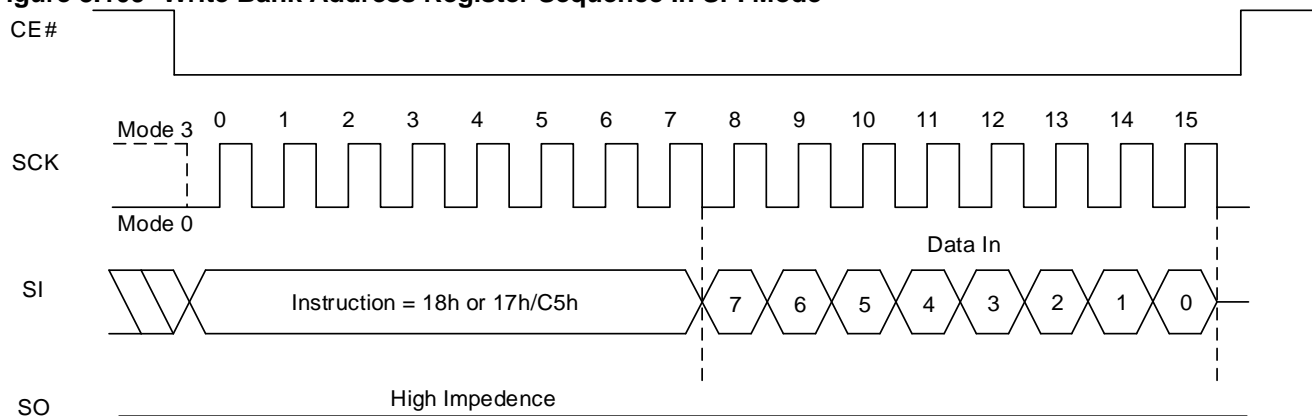 Write Bank Address Register Sequence In SPI Mode
CE#
0 1 2 3 4 5 6 7 8 9 10 11 12 13 14 15
Mode 3
SCK
Mode 0
Data In
SI
Instruction = 18h or 17h/C5h
7 6 5 4 3 2 1 0
High Impedence
SO